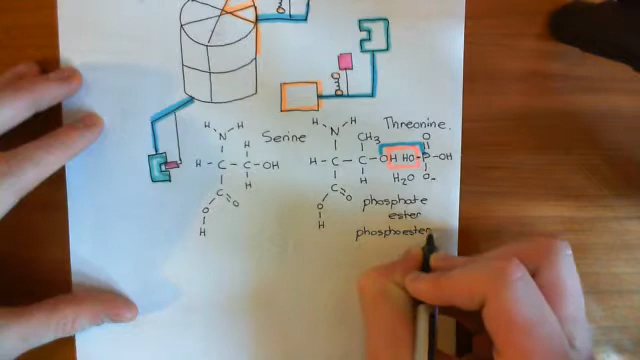 Serine
Threonine.
H H
N
H
H - C - C - OH
H
C
O O
H
H H
N
CH3
H - C - C - OH HO - P - OH
H
O
O-
H2O
C
O O
H
phosphate
ester
phosphoester